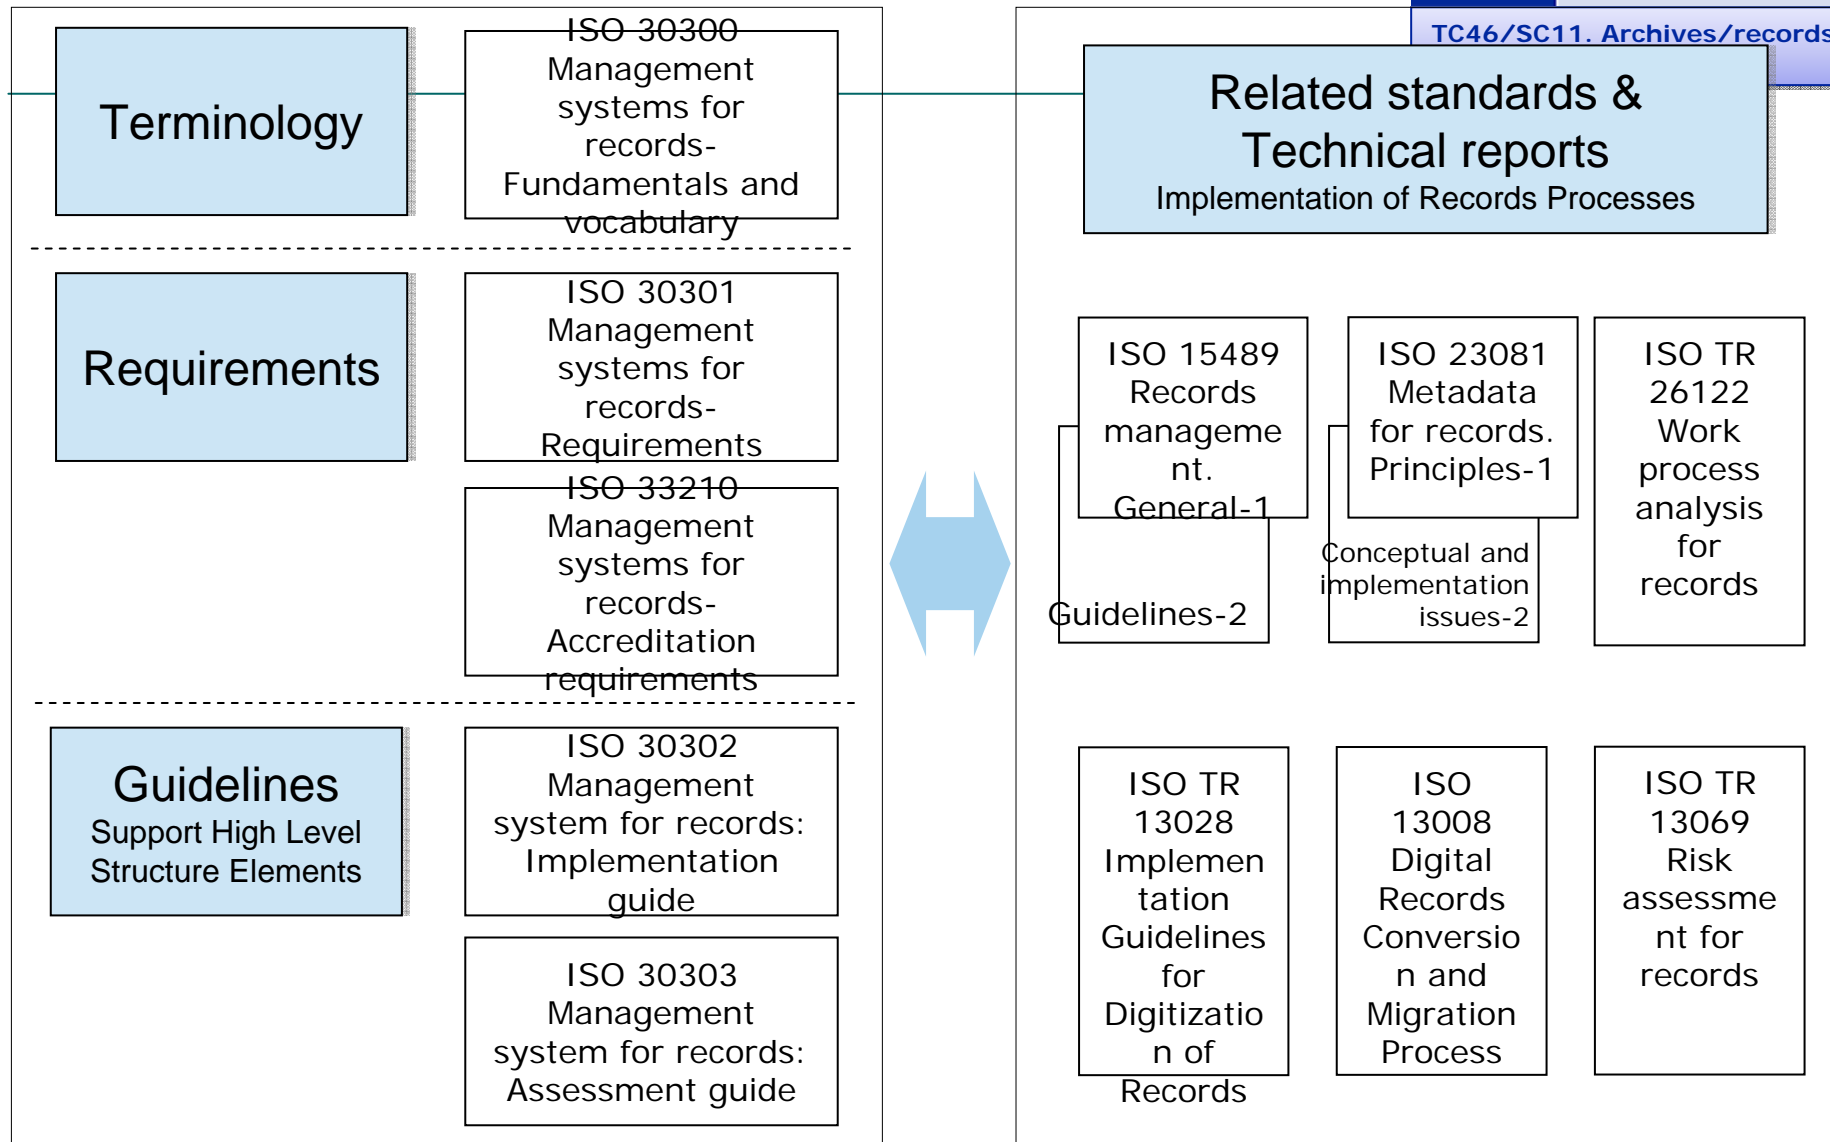 TC46/SC11. Archives/records
Terminology
ISO 30300
Management
systems for
records-
Fundamentals and
vocabulary
Requirements
ISO 30301
Management
systems for
records-
Requirements
ISO 33210
Management
systems for
records-
Accreditation
requirements
Guidelines
Support High Level
Structure Elements
ISO 30302
Management
system for records:
Implementation
guide
ISO 30303
Management
system for records:
Assessment guide
Related standards &
Technical reports
Implementation of Records Processes
ISO 15489
Records
manageme
nt.
General-1
Guidelines-2
ISO 23081
Metadata
for records.
Principles-1
Conceptual and
implementation
issues-2
ISO TR
26122
Work
process
analysis
for
records
ISO TR
13028
Implemen
tation
Guidelines
for
Digitizatio
n of
Records
ISO
13008
Digital
Records
Conversio
n and
Migration
Process
ISO TR
13069
Risk
assessme
nt for
records